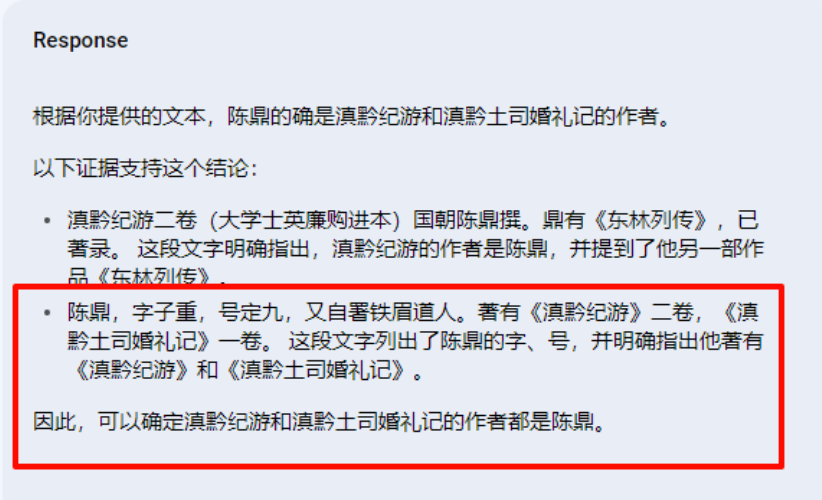 Response
根据你提供的文本，陈鼎的确是滇黔纪游和滇黔土司婚礼记的作者。
以下证据支持这个结论：
• 滇黔纪游二卷（大学士英廉购进本）国朝陈鼎撰。鼎有《东林列传》，已
著录。 这段文字明确指出，滇黔纪游的作者是陈鼎，并提到了他另一部作
品《东林列传》。
• 陈鼎，字子重，号定九，又自署铁眉道人。著有《滇黔纪游》二卷，《滇
黔土司婚礼记》一卷。 这段文字列出了陈鼎的字、号，并明确指出他著有
《滇黔纪游》和《滇黔土司婚礼记》。
因此，可以确定滇黔纪游和滇黔土司婚礼记的作者都是陈鼎。